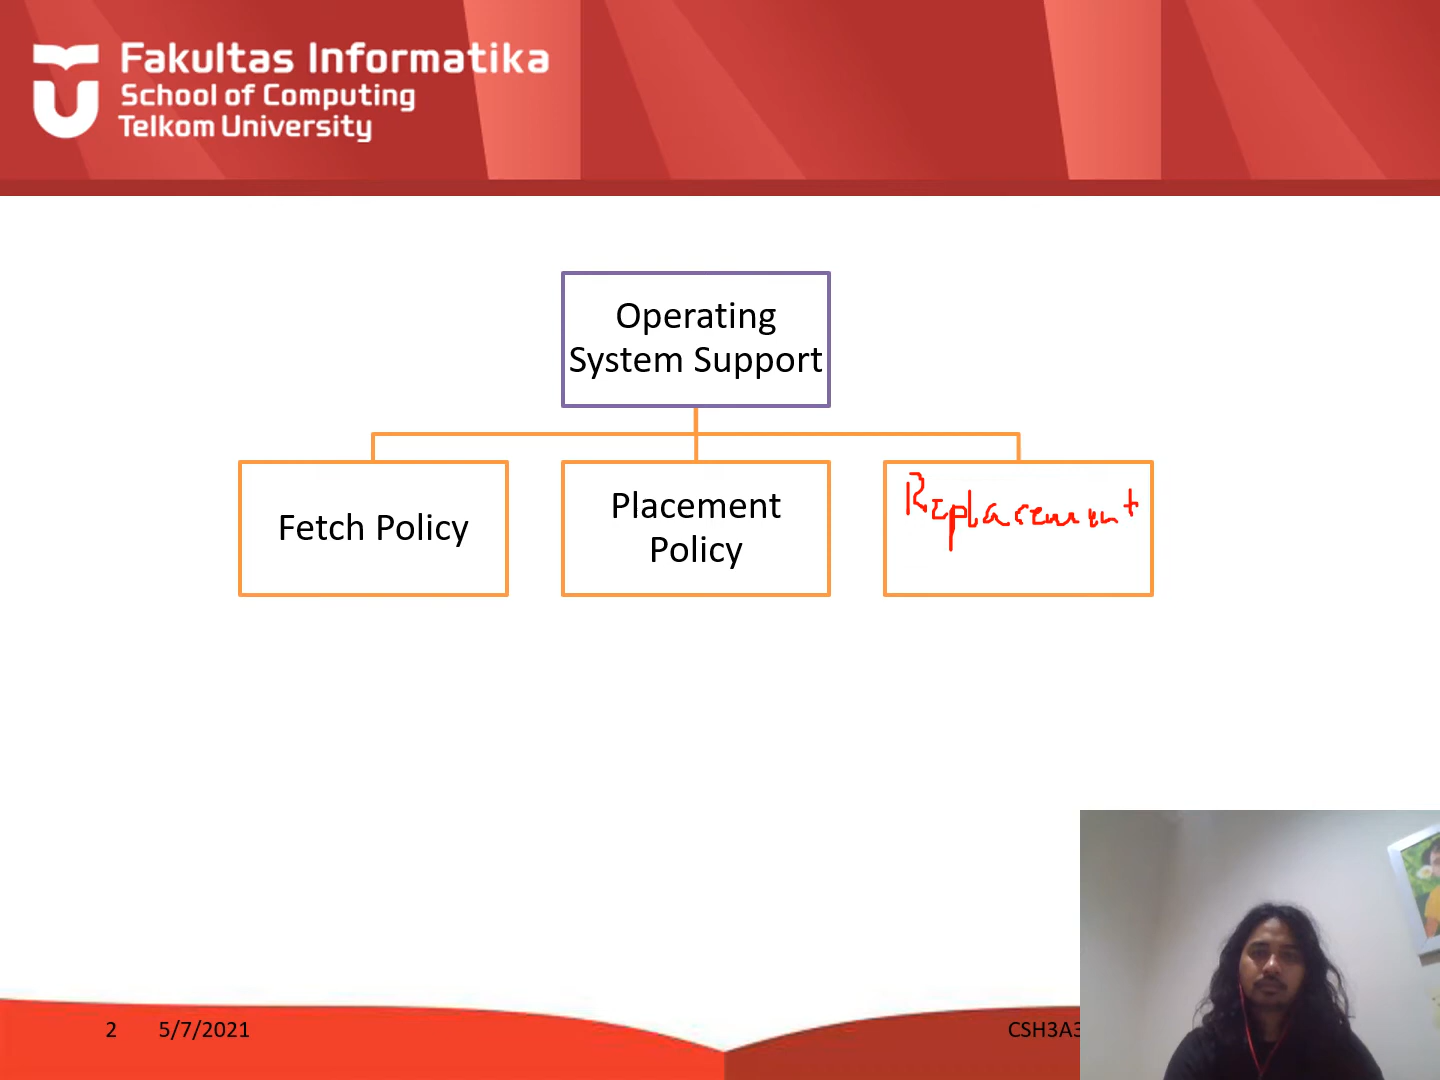 Fakultas Informatika
School of Computing
Telkom University
Operating
System Support
Fetch Policy
Placement
Policy
Replacement
2 5/7/2021
CSH3A3